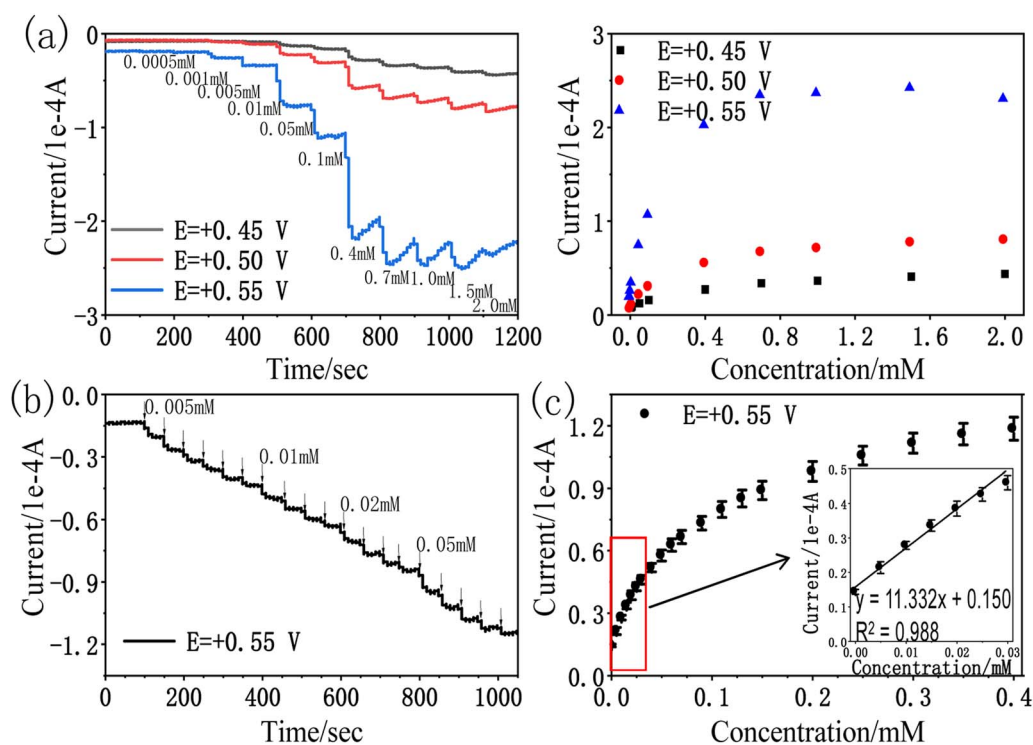 (a)
Current/1e-4A
0
-1
-2
-3
0.0005mM
0.001mM
0.005mM
0.01mM
0.05mM
0.1mM
0.4mM
0.7mM
1.0mM
1.5mM
2.0mM
E=+0.45 V
E=+0.50 V
E=+0.55 V
0 200 400 600 800 1000 1200
Time/sec
Current/1e-4A
3
2
1
0
E=+0.45 V
E=+0.50 V
E=+0.55 V
0.0 0.4 0.8 1.2 1.6 2.0
Concentration/mM
(b)
Current/1e-4A
0.0
-0.3
-0.6
-0.9
-1.2
0.005mM
0.01mM
0.02mM
0.05mM
E=+0.55 V
0 200 400 600 800 1000
Time/sec
(c)
Current/1e-4A
1.2
0.9
0.6
0.3
0.0
E=+0.55 V
0.0 0.1 0.2 0.3 0.4
Concentration/mM
Current/1e-4A
0.5
0.4
0.3
0.2
0.1
0.0
y = 11.332x + 0.150
R² = 0.988
0.00 0.01 0.02 0.03
Concentration/mM